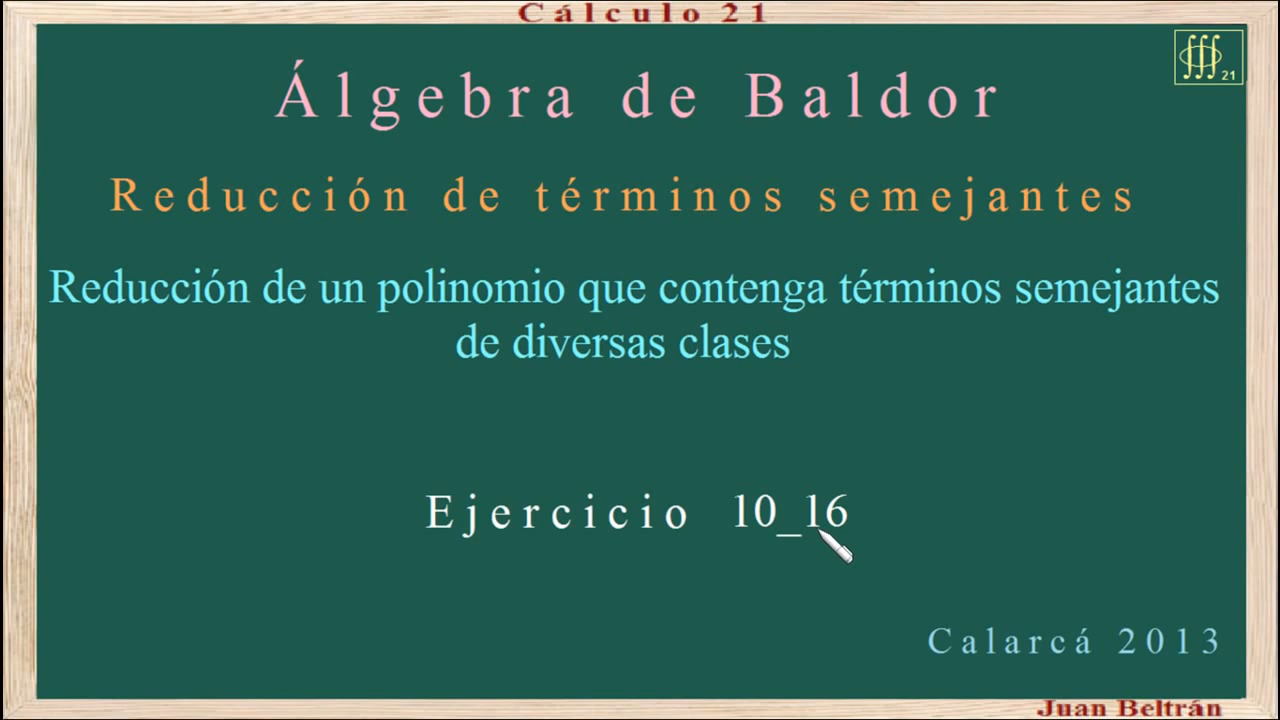 Cálculo 21
∰ 21
Álgebra de Baldor
Reducción de términos semejantes
Reducción de un polinomio que contenga términos semejantes
de diversas clases
Ejercicio 10_16
Calarcá 2013
Juan Beltrán